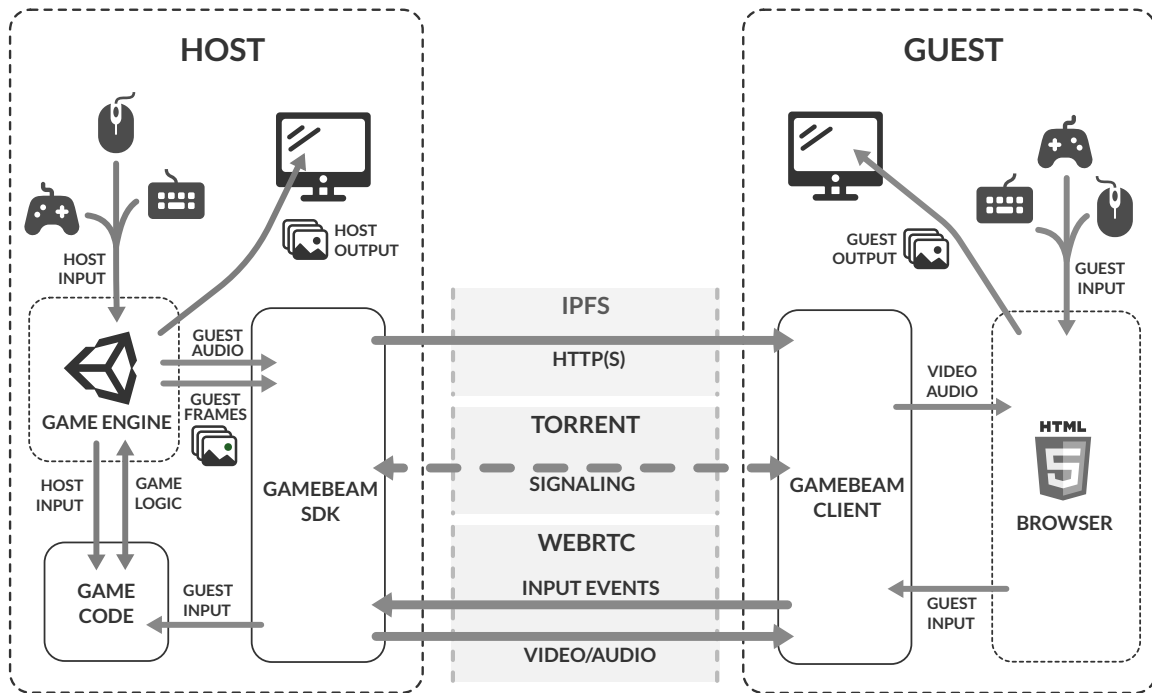 HOST
GUEST
HOST
OUTPUT
HOST
INPUT
GUEST
OUTPUT
GUEST
INPUT
GUEST
AUDIO
GUEST
FRAMES
GAME ENGINE
HOST
INPUT
GAME
LOGIC
GAME
CODE
GUEST
INPUT
GAMEBEAM
SDK
IPFS
HTTP(S)
TORRENT
SIGNALING
WEBRTC
INPUT EVENTS
VIDEO/AUDIO
GAMEBEAM
CLIENT
VIDEO
AUDIO
HTML
5
BROWSER
GUEST
INPUT